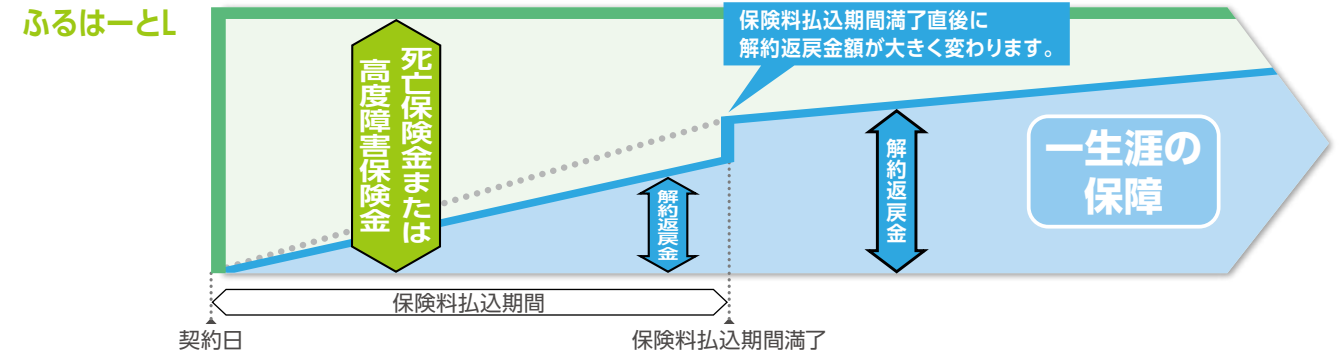 ふるはーとL
保険料払込期間満了直後に
解約返戻金額が大きく変わります。
死亡保険金または
高度障害保険金
解約返戻金
解約返戻金
一生涯の
保障
保険料払込期間
契約日
保険料払込期間満了